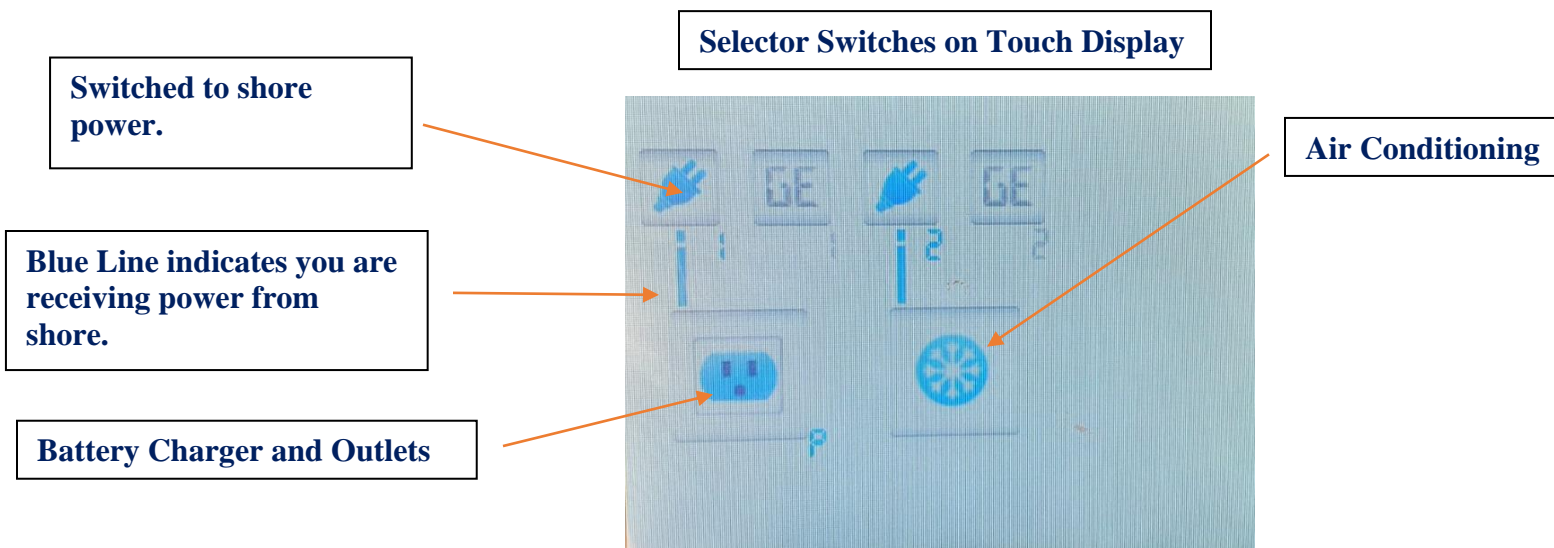 Selector Switches on Touch Display
Switched to shore
power.
Air Conditioning
Blue Line indicates you are
receiving power from
shore.
Battery Charger and Outlets
GE GE
1 1 2 2
P